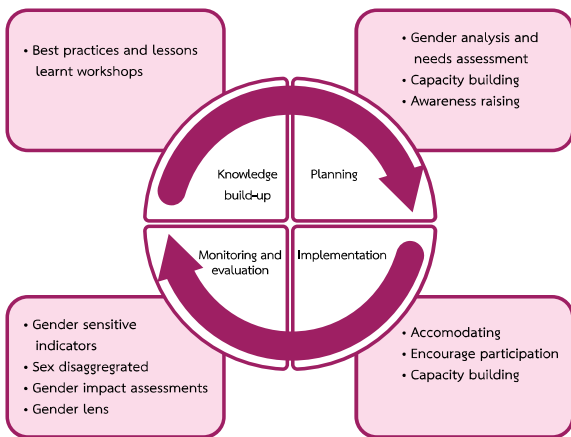 • Best practices and lessons
learnt workshops
• Gender analysis and
needs assessment
• Capacity building
• Awareness raising
Knowledge
build-up
Planning
Monitoring and
evaluation
Implementation
• Gender sensitive
indicators
• Sex disaggregrated
• Gender impact assessments
• Gender lens
• Accomodating
• Encourage participation
• Capacity building